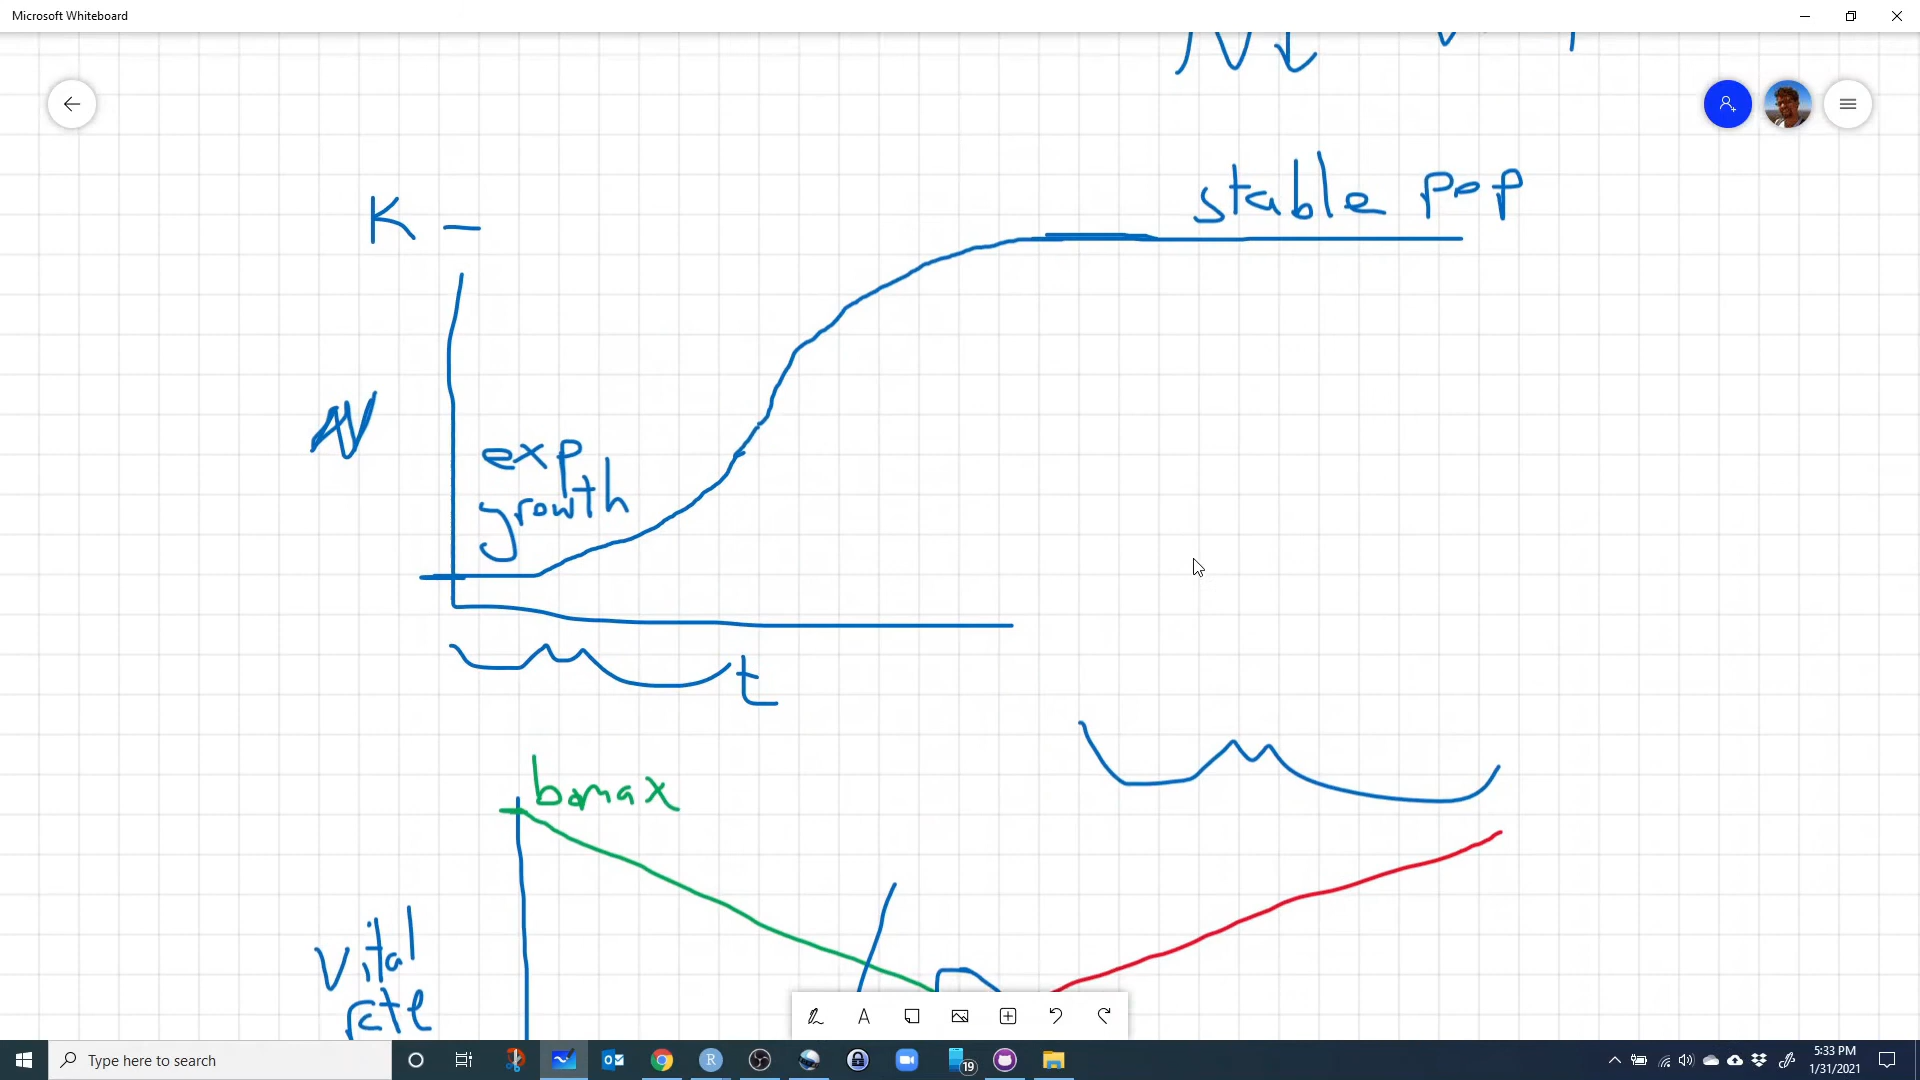 Microsoft Whiteboard
N↓
stable pop
K -
N
exp
growth
t
bmax
Vital
rate
A
R
19
Type here to search
5:33 PM
1/31/2021